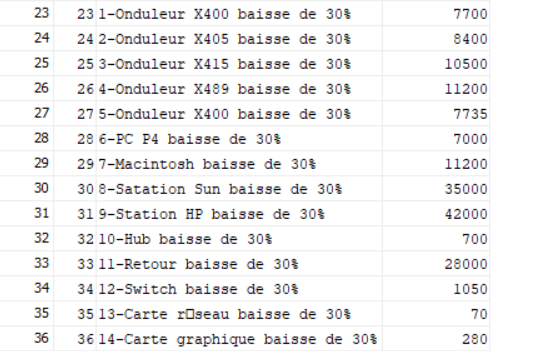 23 23 1-Onduleur X400 baisse de 30% 7700
24 24 2-Onduleur X405 baisse de 30% 8400
25 25 3-Onduleur X415 baisse de 30% 10500
26 26 4-Onduleur X489 baisse de 30% 11200
27 27 5-Onduleur X400 baisse de 30% 7735
28 28 6-PC P4 baisse de 30% 7000
29 29 7-Macintosh baisse de 30% 11200
30 30 8-Satation Sun baisse de 30% 35000
31 31 9-Station HP baisse de 30% 42000
32 32 10-Hub baisse de 30% 700
33 33 11-Retour baisse de 30% 28000
34 34 12-Switch baisse de 30% 1050
35 35 13-Carte r□seau baisse de 30% 70
36 36 14-Carte graphique baisse de 30% 280